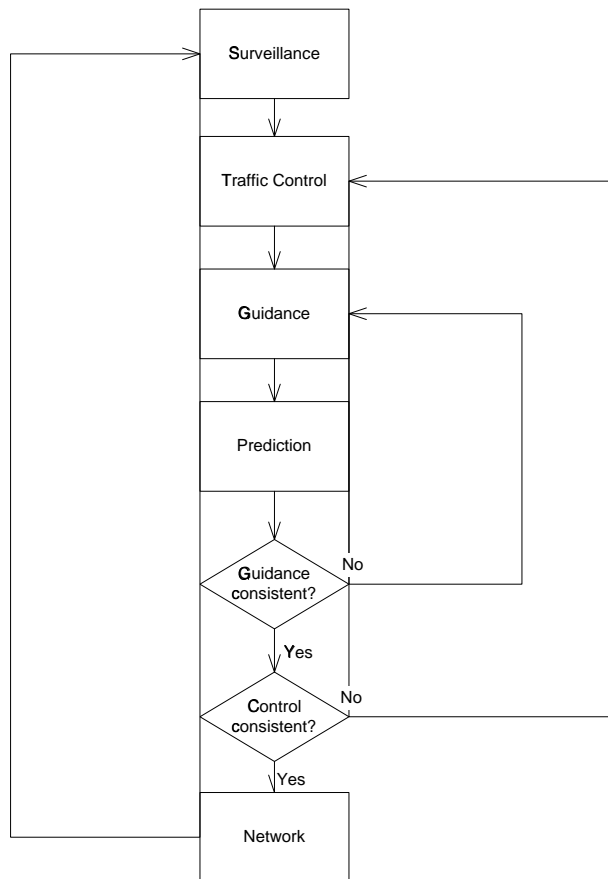 Surveillance
Traffic Control
Guidance
Prediction
No
Guidance
consistent?
Yes
No
Control
consistent?
Yes
Network